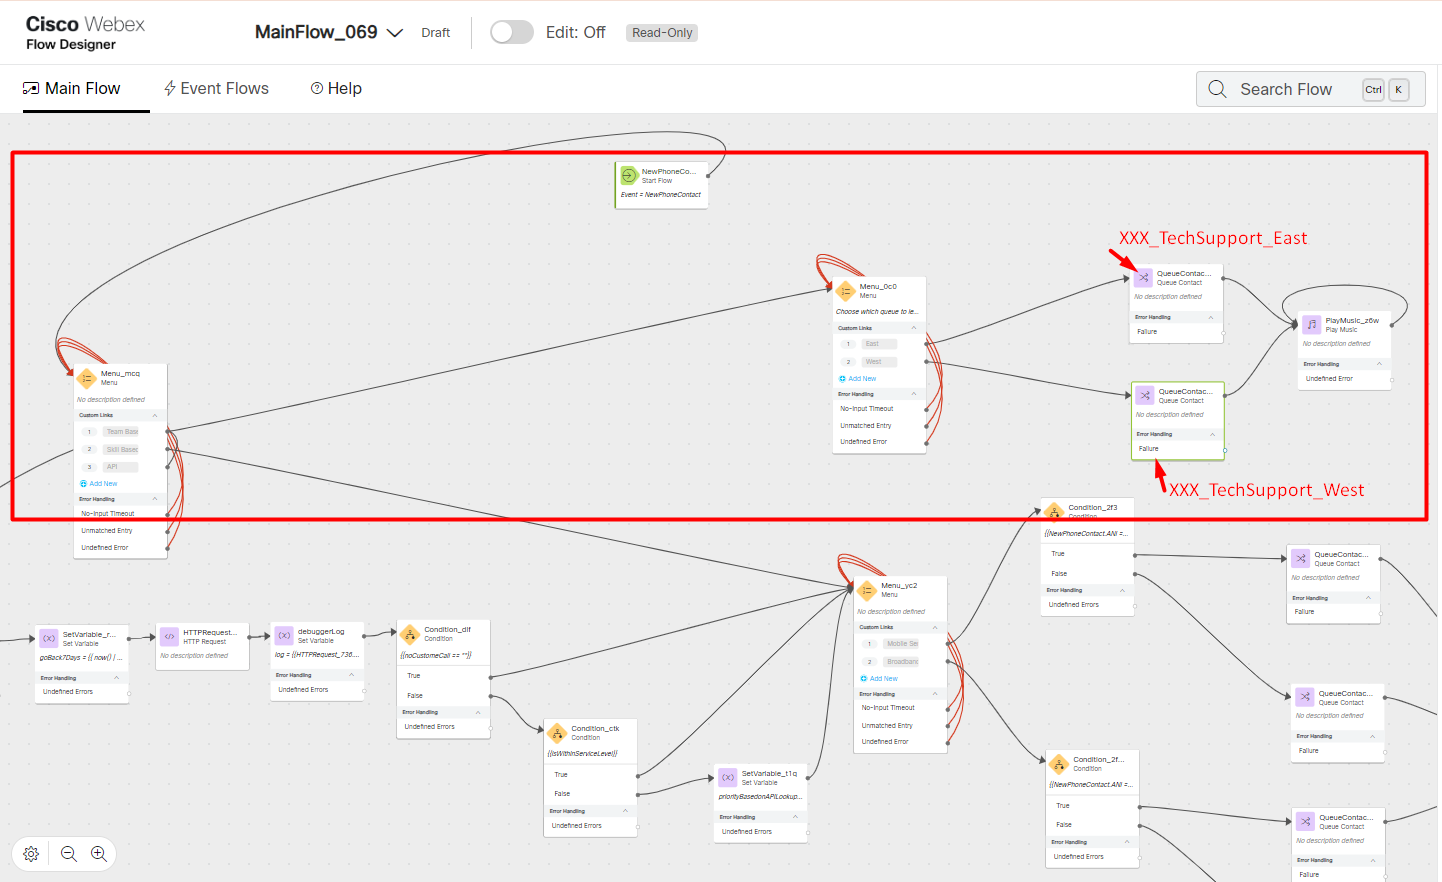 Cisco Webex
Flow Designer
MainFlow_069
Draft
Edit: Off
Read-Only
Main Flow
Event Flows
Help
Search Flow
Ctrl
K
NewPhoneCo...
Start Flow
Event = NewPhoneContact
XXX_TechSupport_East
Menu_0c0
Menu
Choose which queue to le...
Custom Links
1 East
2 West
Add New
Error Handling
No-Input Timeout
Unmatched Entry
Undefined Error
QueueContac...
Queue Contact
No description defined
Error Handling
Failure
PlayMusic_z6w
Play Music
No description defined
Error Handling
Undefined Error
QueueContac...
Queue Contact
No description defined
Error Handling
Failure
XXX_TechSupport_West
Menu_mcq
Menu
No description defined
Custom Links
1 Team Base
2 Skill Based
3 API
Add New
Error Handling
No-Input Timeout
Unmatched Entry
Undefined Error
Condition_2f3
Condition
{{NewPhoneContact.ANI =...
True
False
Error Handling
Undefined Errors
QueueContac...
Queue Contact
No description defined
Error Handling
Failure
Menu_yc2
Menu
No description defined
Custom Links
1 Mobile Se
2 Broadband
Add New
Error Handling
No-Input Timeout
Unmatched Entry
Undefined Error
SetVariable_r...
Set Variable
goBack7Days = {{ now() | ...
Error Handling
Undefined Errors
HTTPRequest...
HTTP Request
No description defined
debuggerLog
Set Variable
log = {{HTTPRequest_736....
Error Handling
Undefined Errors
Condition_dlf
Condition
{{noCustomeCall == ""}}
True
False
Error Handling
Undefined Errors
Condition_ctk
Condition
{{isWithinServiceLevel}}
True
False
Error Handling
Undefined Errors
SetVariable_t1q
Set Variable
priorityBasedonAPILookup...
Error Handling
Undefined Errors
QueueContac...
Queue Contact
No description defined
Error Handling
Failure
Condition_2f...
Condition
{{NewPhoneContact.ANI =...
True
False
Error Handling
Undefined Errors
QueueContac...
Queue Contact
No description defined
Error Handling
Failure